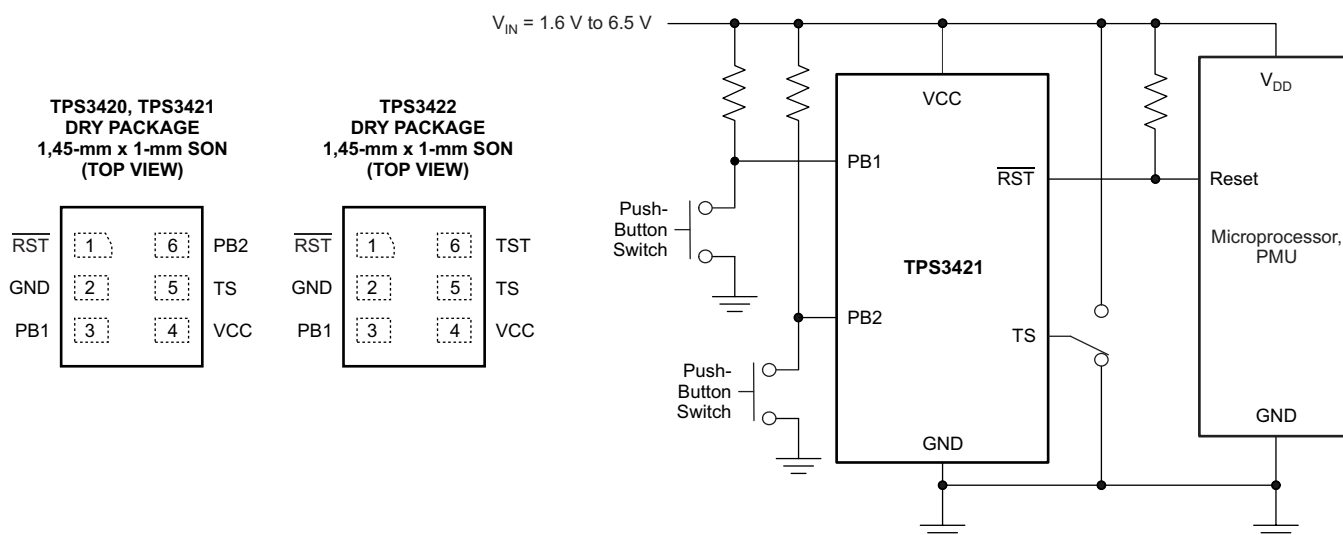 V_IN = 1.6 V to 6.5 V
TPS3420, TPS3421
DRY PACKAGE
1,45-mm x 1-mm SON
(TOP VIEW)
RST
1
6
PB2
GND
2
5
TS
PB1
3
4
VCC
TPS3422
DRY PACKAGE
1,45-mm x 1-mm SON
(TOP VIEW)
RST
1
6
TST
GND
2
5
TS
PB1
3
4
VCC
VCC
PB1
RST
TPS3421
PB2
TS
GND
Push-
Button
Switch
Push-
Button
Switch
V_DD
Reset
Microprocessor,
PMU
GND